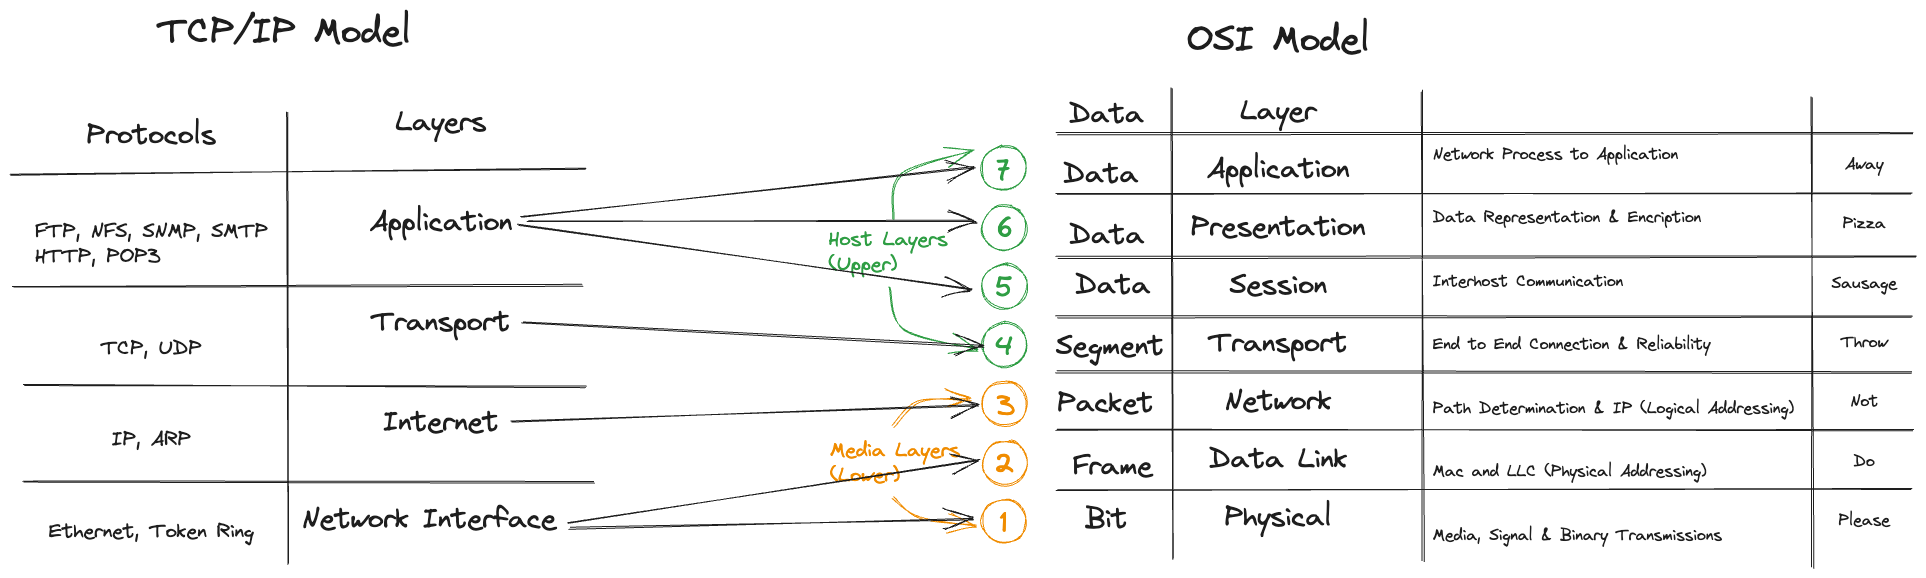 TCP/IP Model
OSI Model
Protocols
Layers
FTP, NFS, SNMP, SMTP
HTTP, POP3
Application
TCP, UDP
Transport
IP, ARP
Internet
Ethernet, Token Ring
Network Interface
Host Layers
(Upper)
Media Layers
(Lower)
7
6
5
4
3
2
1
Data
Layer
Data
Application
Network Process to Application
Away
Data
Presentation
Data Representation & Encription
Pizza
Data
Session
Interhost Communication
Sausage
Segment
Transport
End to End Connection & Reliability
Throw
Packet
Network
Path Determination & IP (Logical Addressing)
Not
Frame
Data Link
Mac and LLC (Physical Addressing)
Do
Bit
Physical
Media, Signal & Binary Transmissions
Please